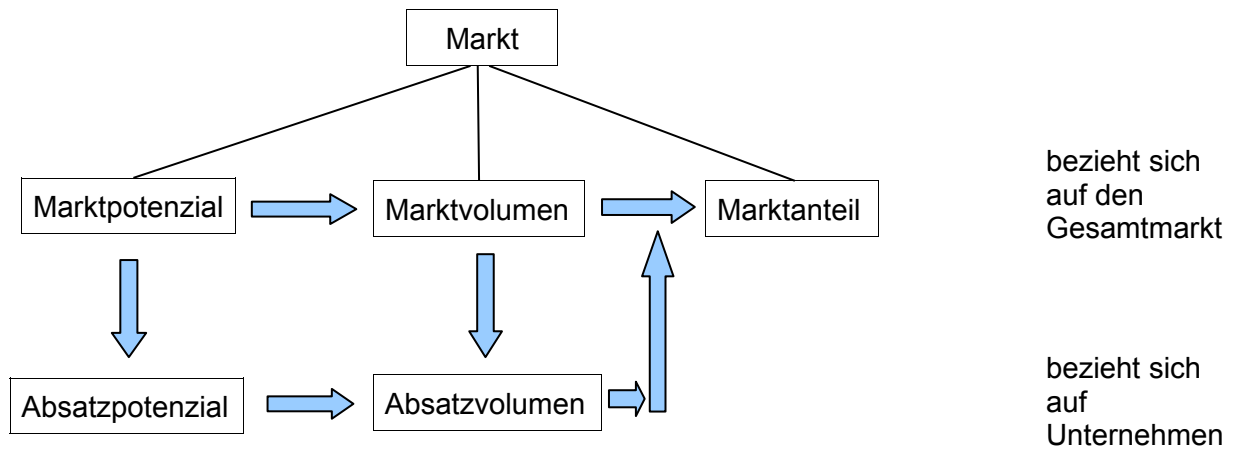 Markt
bezieht sich
auf den
Gesamtmarkt
Marktpotenzial
Marktvolumen
Marktanteil
bezieht sich
auf
Unternehmen
Absatzpotenzial
Absatzvolumen